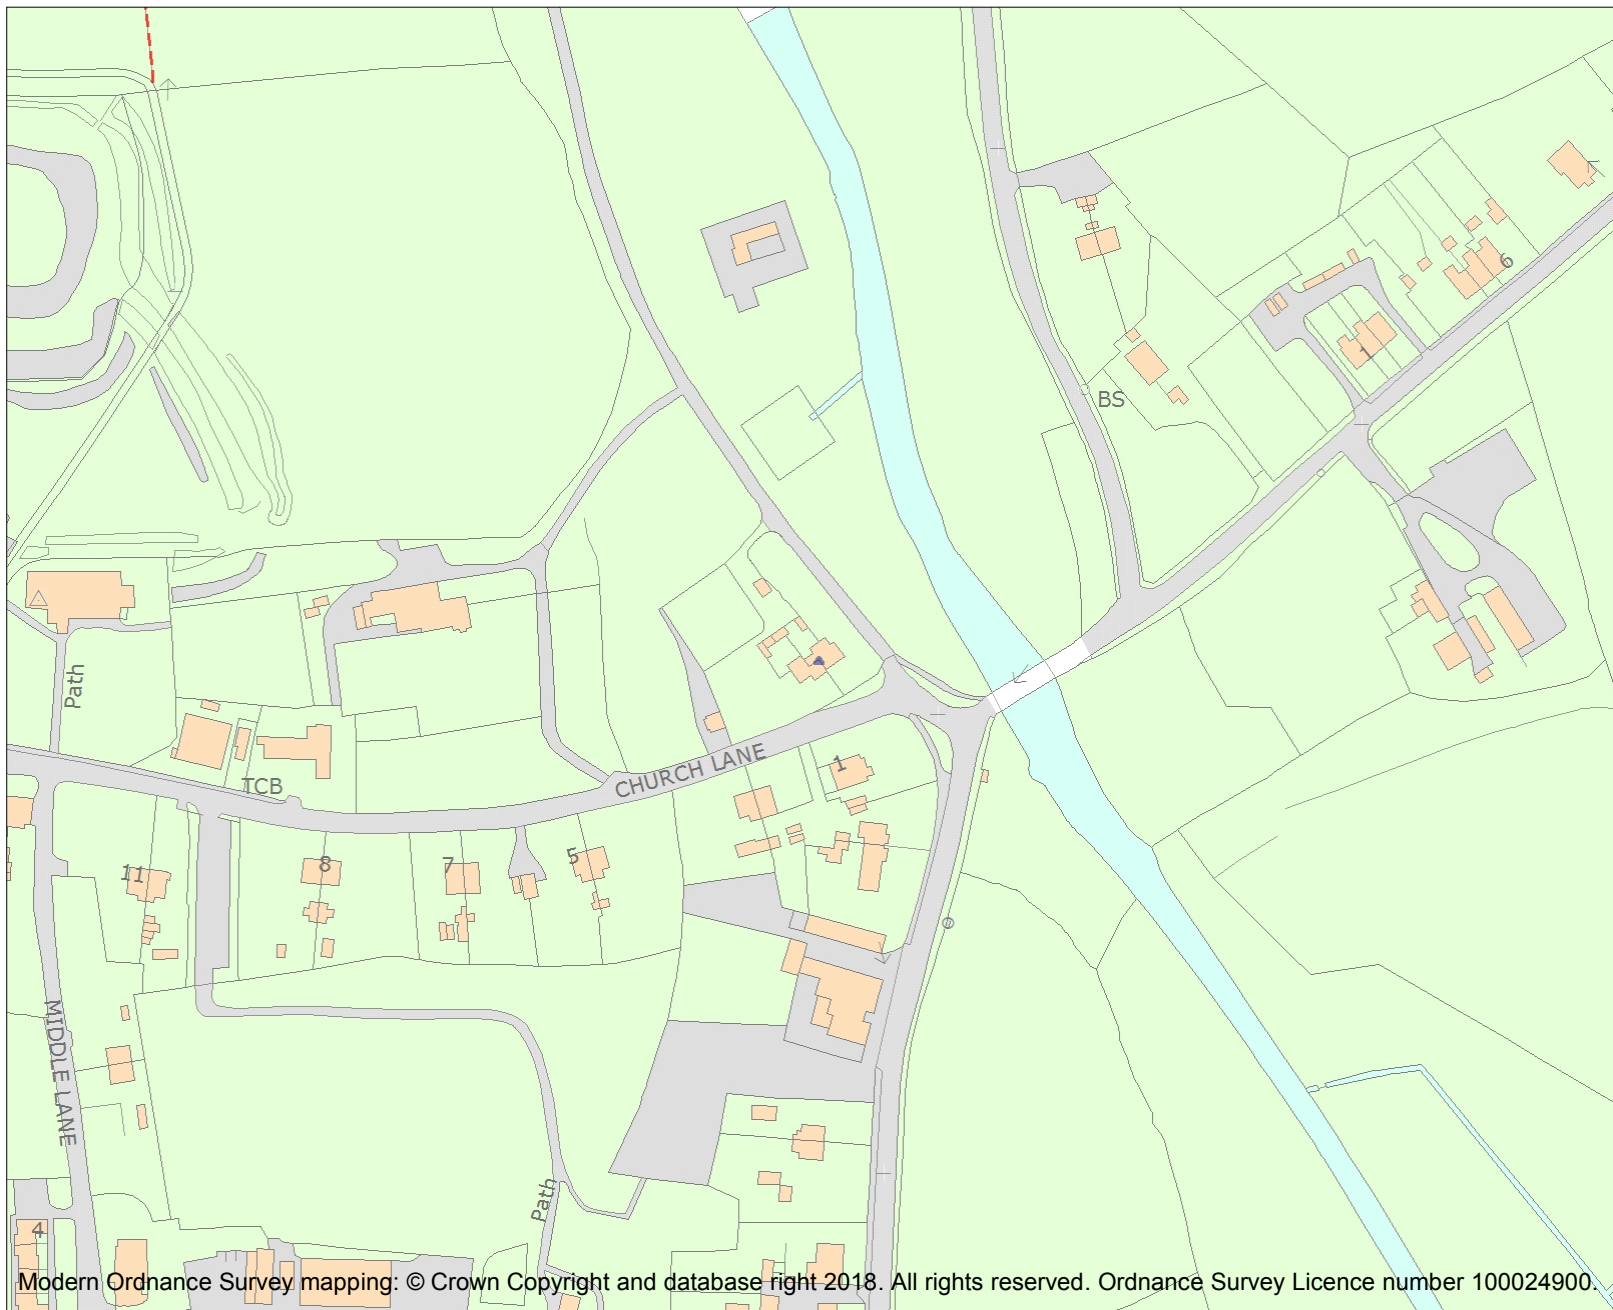 6
1
BS
Path
CHURCH LANE
1
TCB
5
7
8
11
MIDDLE LANE
Path
4
Modern Ordnance Survey mapping: © Crown Copyright and database right 2018. All rights reserved. Ordnance Survey Licence number 100024900.